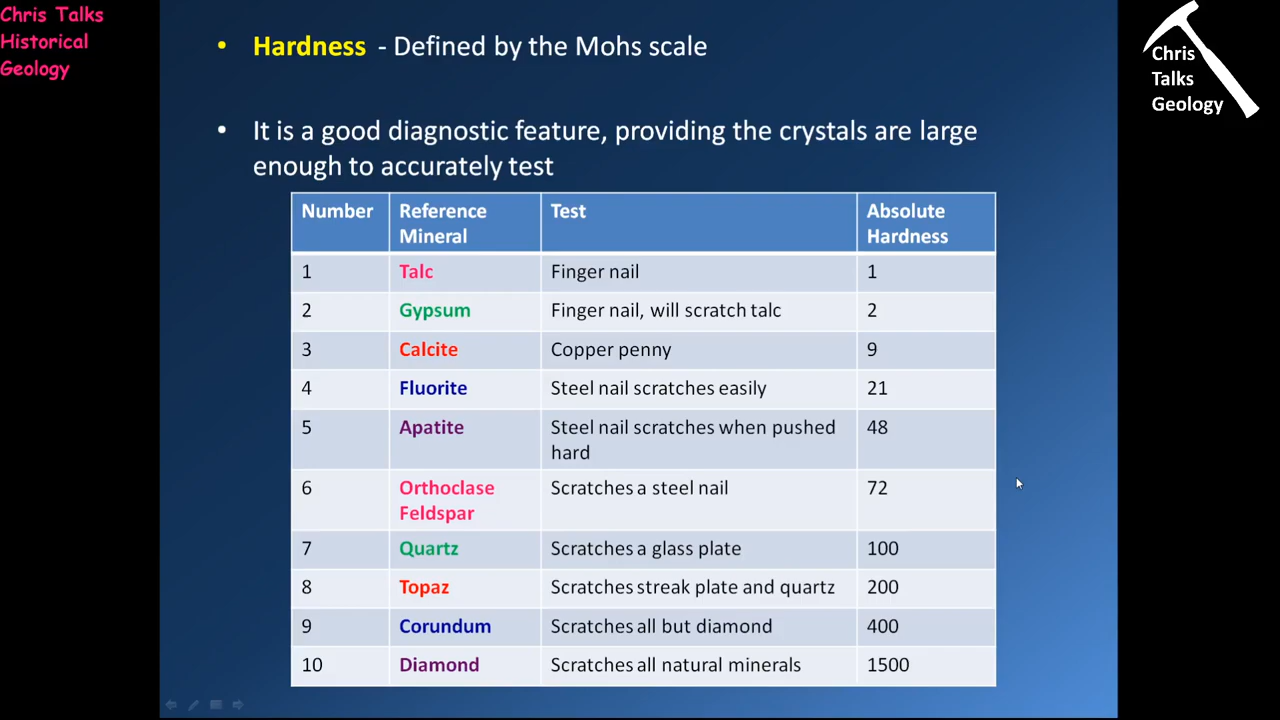 Chris Talks
Historical
Geology
Chris
Talks
Geology
• Hardness - Defined by the Mohs scale
• It is a good diagnostic feature, providing the crystals are large
enough to accurately test
Number Reference Mineral Test Absolute Hardness
1 Talc Finger nail 1
2 Gypsum Finger nail, will scratch talc 2
3 Calcite Copper penny 9
4 Fluorite Steel nail scratches easily 21
5 Apatite Steel nail scratches when pushed hard 48
6 Orthoclase Feldspar Scratches a steel nail 72
7 Quartz Scratches a glass plate 100
8 Topaz Scratches streak plate and quartz 200
9 Corundum Scratches all but diamond 400
10 Diamond Scratches all natural minerals 1500